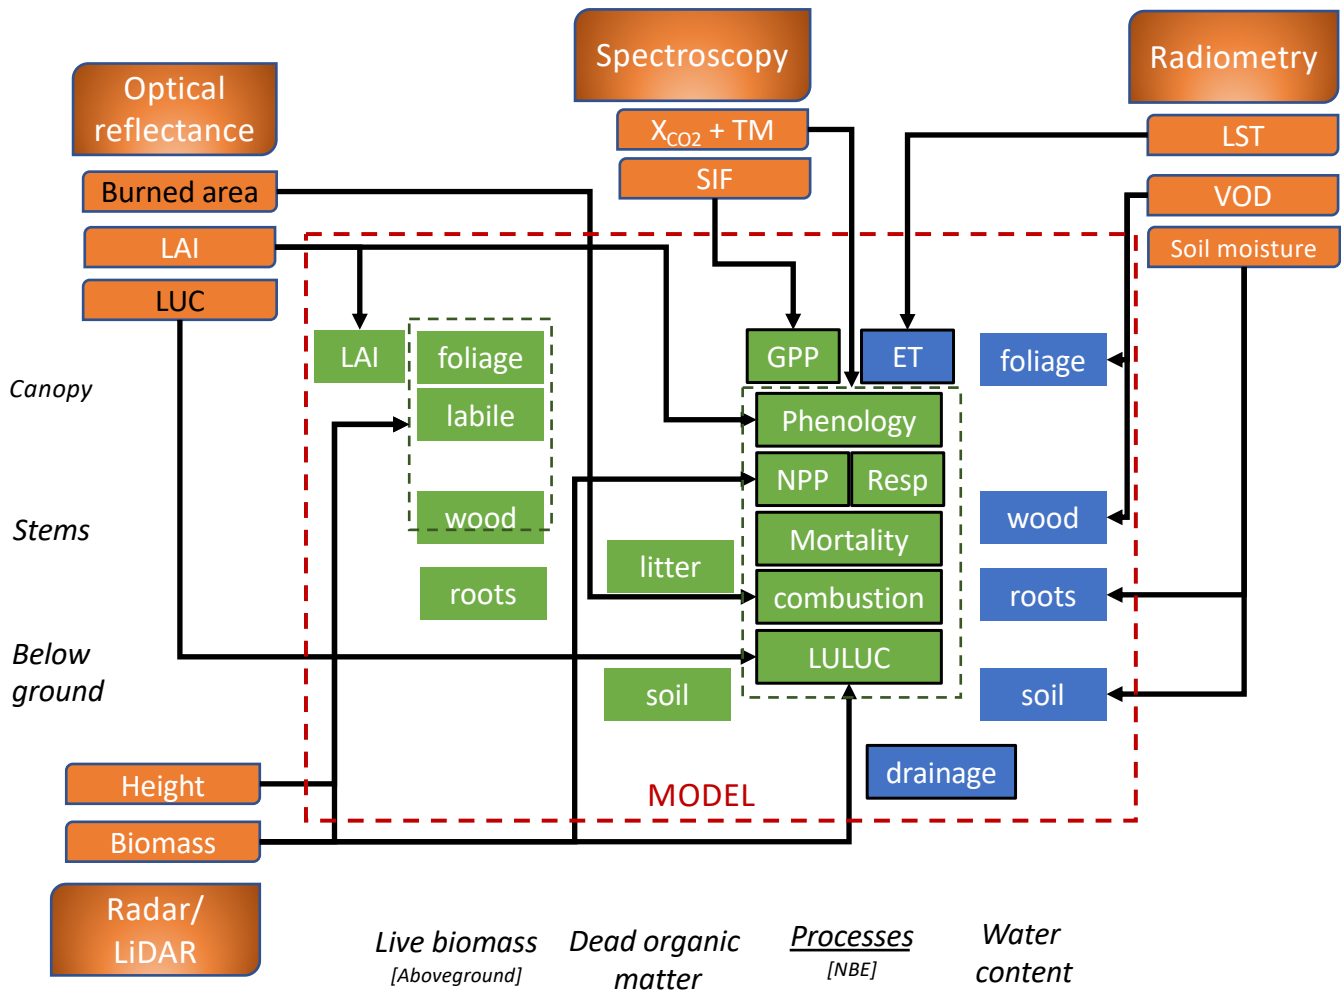 Spectroscopy
Radiometry
Optical
reflectance
X_CO2 + TM
LST
SIF
Burned area
VOD
LAI
Soil moisture
LUC
LAI
foliage
GPP
ET
foliage
Canopy
labile
Phenology
NPP
Resp
Stems
wood
Mortality
wood
litter
roots
combustion
roots
Below
ground
LULUC
soil
soil
Height
drainage
MODEL
Biomass
Radar/
LiDAR
Live biomass
[Aboveground]
Dead organic
matter
Processes
[NBE]
Water
content